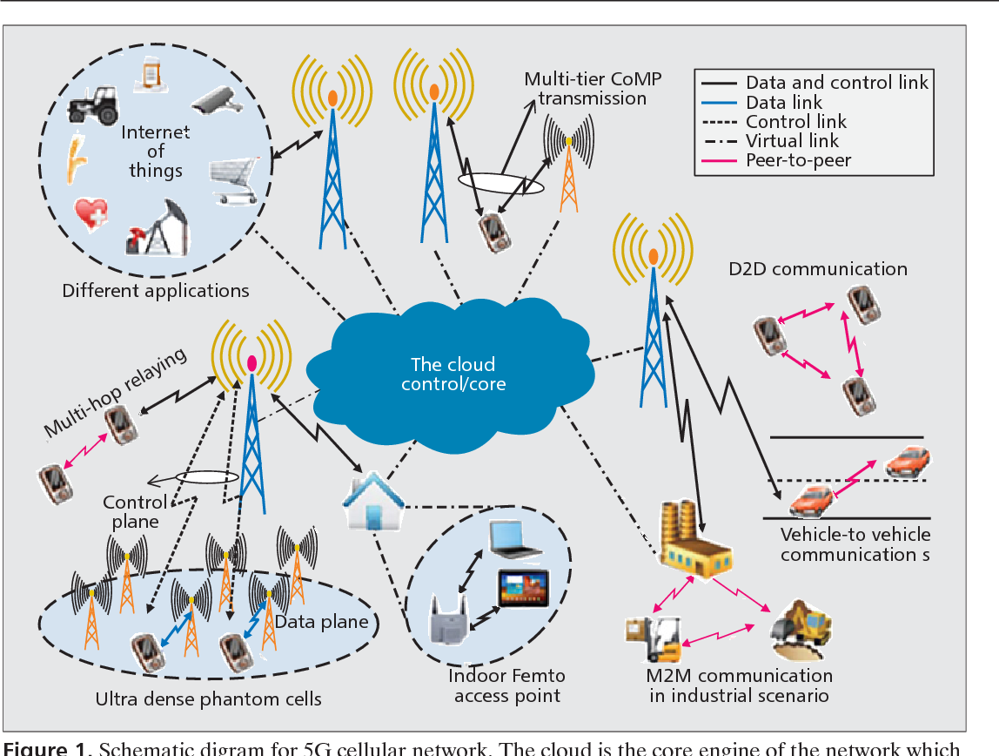 Multi-tier CoMP
transmission
Data and control link
Data link
Control link
Virtual link
Peer-to-peer
Internet
of
things
Different applications
D2D communication
The cloud
control/core
Multi-hop relaying
Control
plane
Vehicle-to vehicle
communication s
Data plane
Ultra dense phantom cells
Indoor Femto
access point
M2M communication
in industrial scenario
Figure 1. Schematic digram for 5G cellular network. The cloud is the core engine of the network which